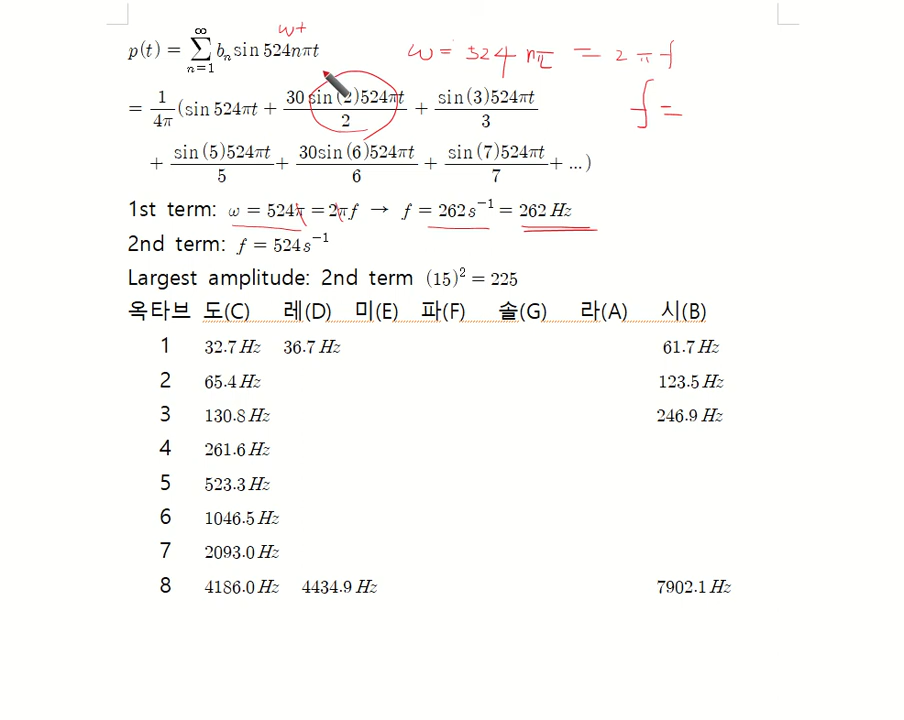 ωt
p(t) = ∑_{n=1}^{∞} b_n sin 524nπt ω = 524 nπ = 2πf
= 1/4π (sin 524πt + 30 sin (2)524πt / 2 + sin (3)524πt / 3 f =
+ sin (5)524πt / 5 + 30sin (6)524πt / 6 + sin (7)524πt / 7 + ...)
1st term: ω = 524π = 2πf → f = 262s⁻¹ = 262 Hz
2nd term: f = 524s⁻¹
Largest amplitude: 2nd term (15)² = 225
옥타브 도(C) 레(D) 미(E) 파(F) 솔(G) 라(A) 시(B)
1 32.7 Hz 36.7 Hz 61.7 Hz
2 65.4 Hz 123.5 Hz
3 130.8 Hz 246.9 Hz
4 261.6 Hz
5 523.3 Hz
6 1046.5 Hz
7 2093.0 Hz
8 4186.0 Hz 4434.9 Hz 7902.1 Hz